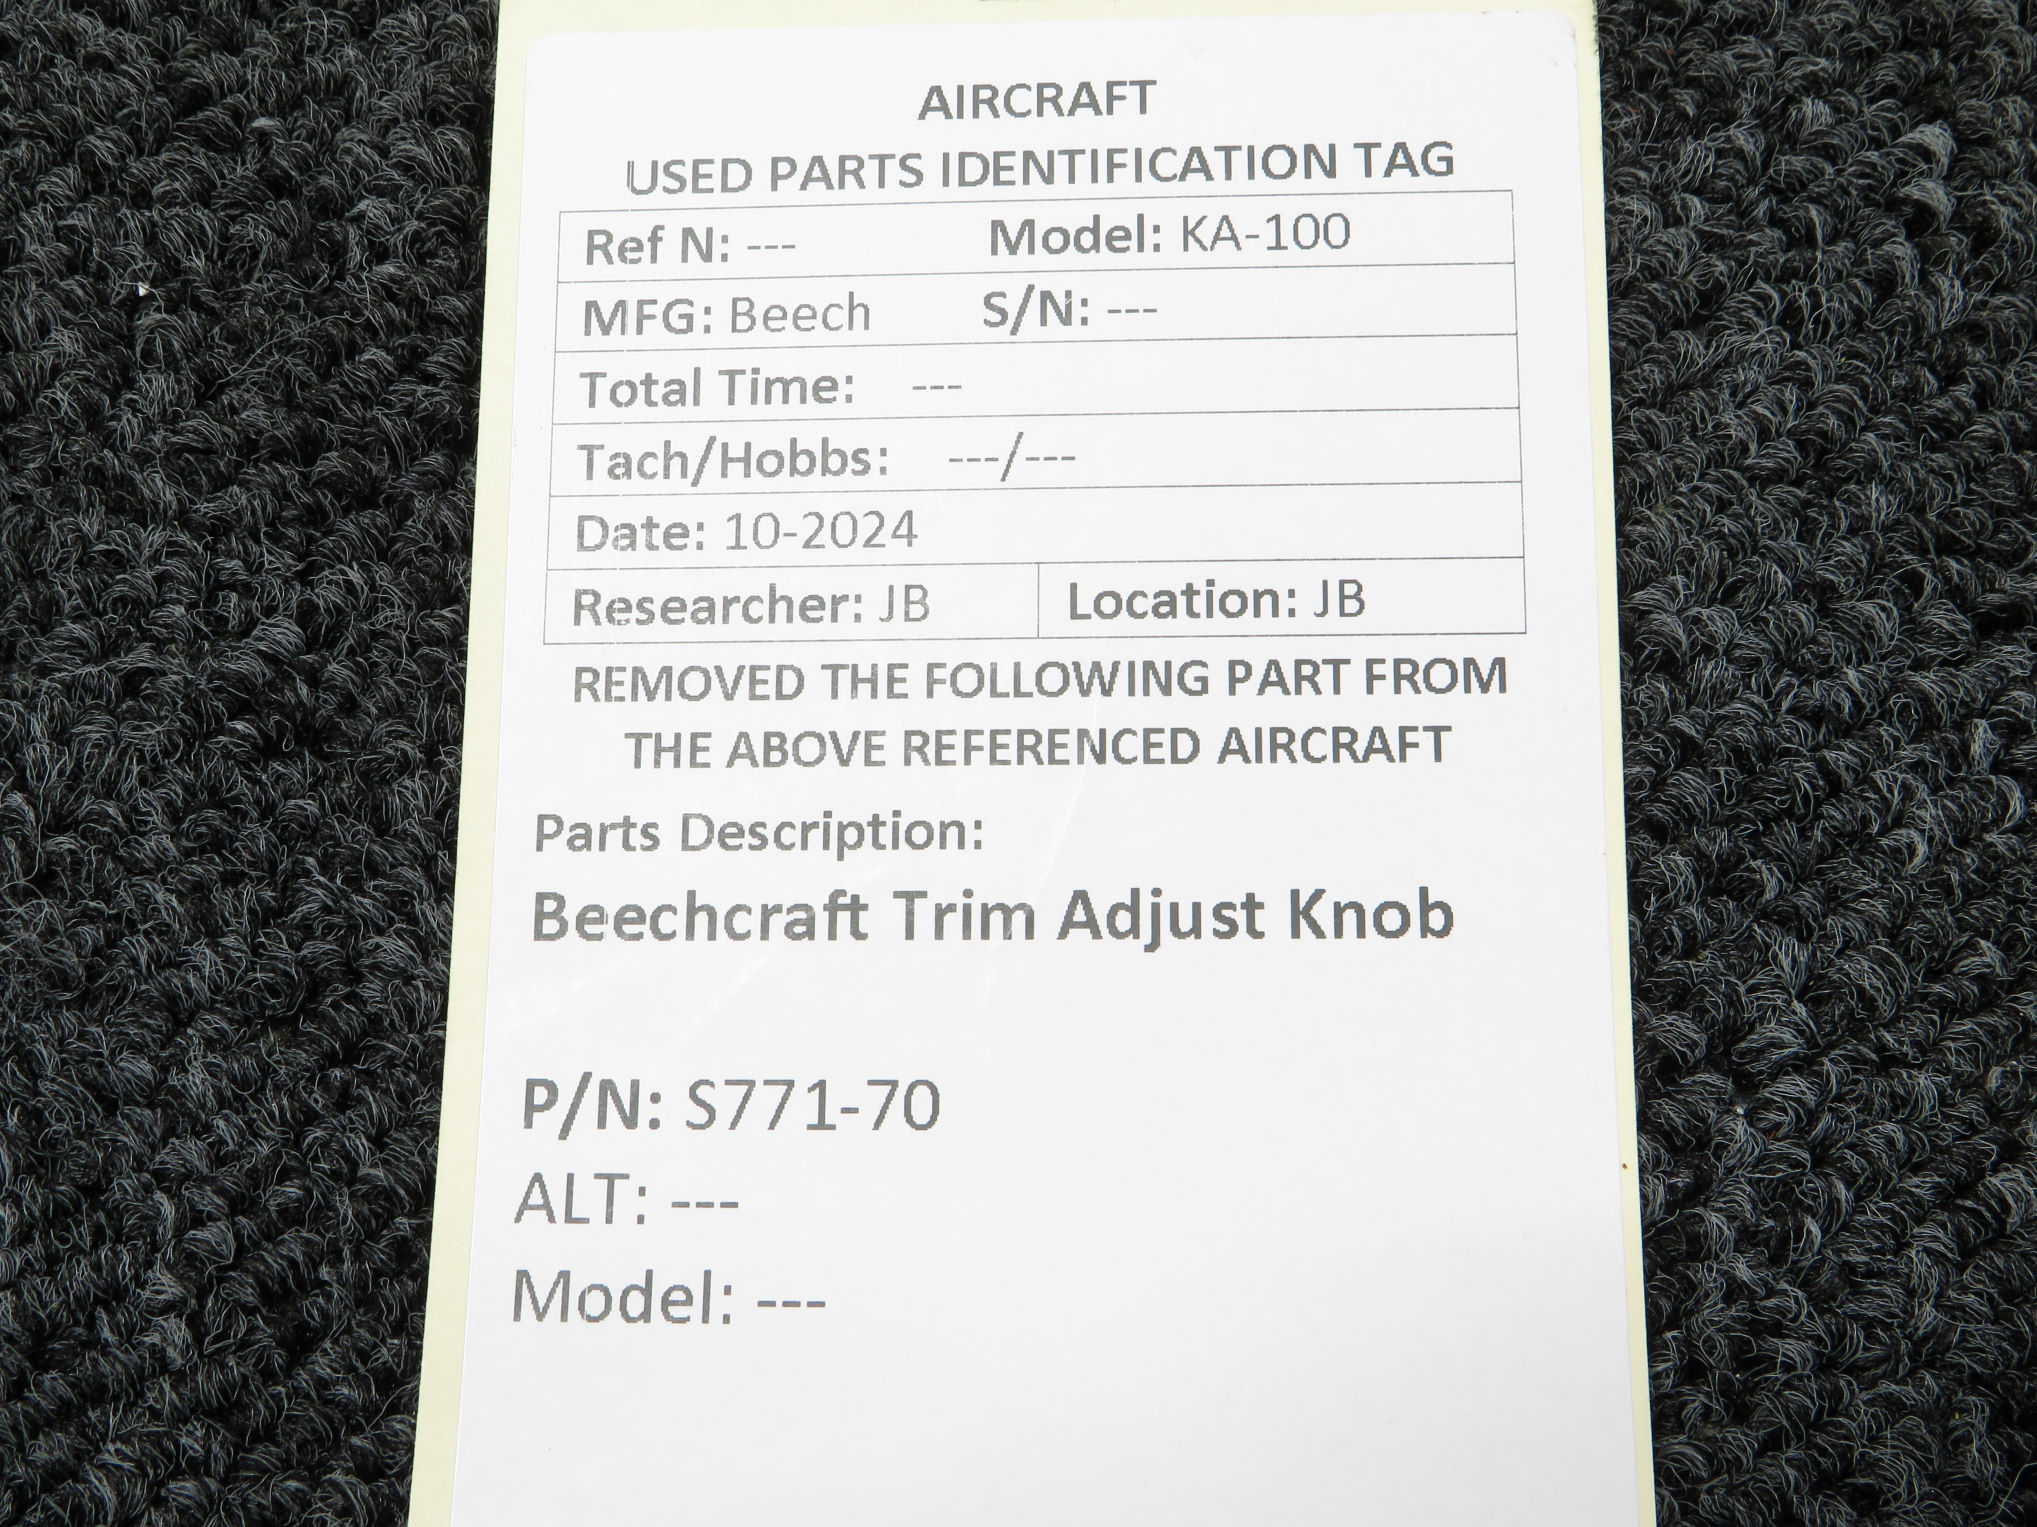 AIRCRAFT
USED PARTS IDENTIFICATION TAG
Ref N: --- Model: KA-100
MFG: Beech S/N: ---
Total Time: ---
Tach/Hobbs: ---/---
Date: 10-2024
Researcher: JB Location: JB
REMOVED THE FOLLOWING PART FROM
THE ABOVE REFERENCED AIRCRAFT
Parts Description:
Beechcraft Trim Adjust Knob
P/N: S771-70
ALT: ---
Model: ---